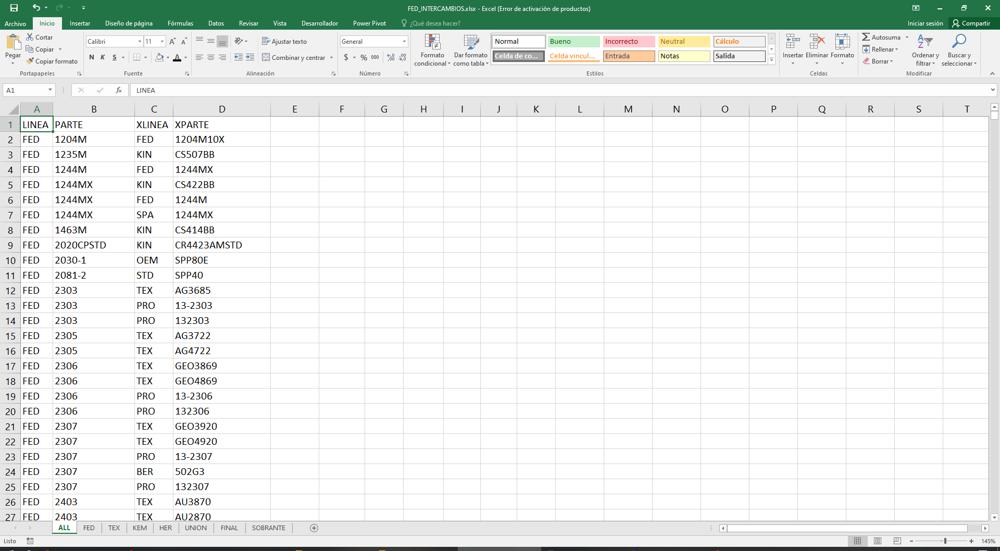 FED_INTERCAMBIOS.xlsx - Excel (Error de activación de productos)
Archivo Inicio Insertar Diseño de página Fórmulas Datos Revisar Vista Desarrollador Power Pivot ¿Qué desea hacer? Iniciar sesión Compartir
Pegar
Cortar
Copiar
Copiar formato
Portapapeles
Calibri 11
N K S
A
Fuente
Ajustar texto
Combinar y centrar
Alineación
General
$ % 000
Número
Formato condicional
Dar formato como tabla
Normal Bueno Incorrecto Neutral Cálculo
Celda de co... Celda vincul... Entrada Notas Salida
Estilos
Insertar Eliminar Formato
Celdas
Autosuma
Rellenar
Borrar
Ordenar y filtrar
Buscar y seleccionar
Modificar
A1 fx LINEA
A B C D E F G H I J K L M N O P Q R S T
1 LINEA PARTE XLINEA XPARTE
2 FED 1204M FED 1204M10X
3 FED 1235M KIN CS507BB
4 FED 1244M FED 1244MX
5 FED 1244MX KIN CS422BB
6 FED 1244MX FED 1244M
7 FED 1244MX SPA 1244MX
8 FED 1463M KIN CS414BB
9 FED 2020CPSTD KIN CR4423AMSTD
10 FED 2030-1 OEM SPP80E
11 FED 2081-2 STD SPP40
12 FED 2303 TEX AG3685
13 FED 2303 PRO 13-2303
14 FED 2303 PRO 132303
15 FED 2305 TEX AG3722
16 FED 2305 TEX AG4722
17 FED 2306 TEX GEO3869
18 FED 2306 TEX GEO4869
19 FED 2306 PRO 13-2306
20 FED 2306 PRO 132306
21 FED 2307 TEX GEO3920
22 FED 2307 TEX GEO4920
23 FED 2307 PRO 13-2307
24 FED 2307 BER 502G3
25 FED 2307 PRO 132307
26 FED 2403 TEX AU3870
27 FED 2403 TEX AU2870
ALL FED TEX KEM HER UNION FINAL SOBRANTE
Listo 145%